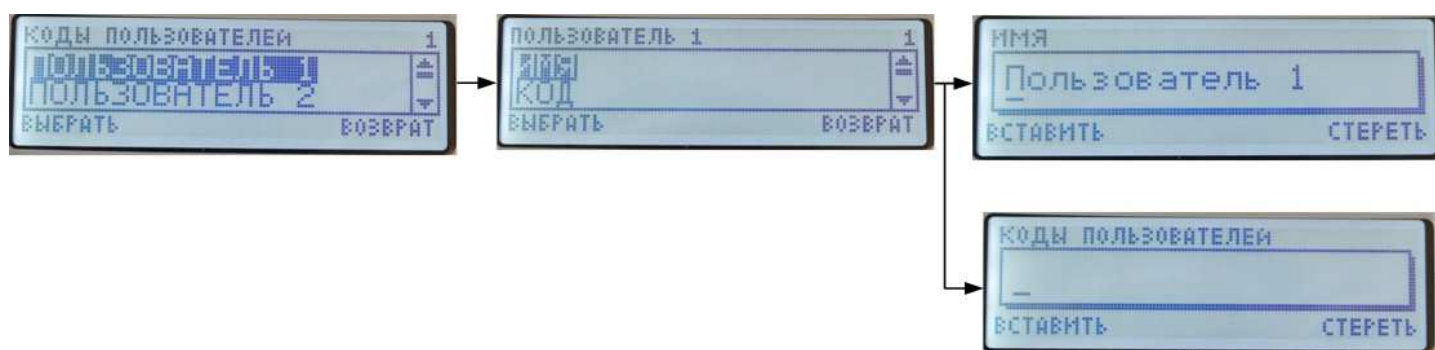 КОДЫ ПОЛЬЗОВАТЕЛЕЙ 1
ПОЛЬЗОВАТЕЛЬ 1
ПОЛЬЗОВАТЕЛЬ 2
ВЫБРАТЬ ВОЗВРАТ
ПОЛЬЗОВАТЕЛЬ 1 1
ИМЯ
КОД
ВЫБРАТЬ ВОЗВРАТ
ИМЯ
Пользователь 1
ВСТАВИТЬ СТЕРЕТЬ
КОДЫ ПОЛЬЗОВАТЕЛЕЙ
_
ВСТАВИТЬ СТЕРЕТЬ